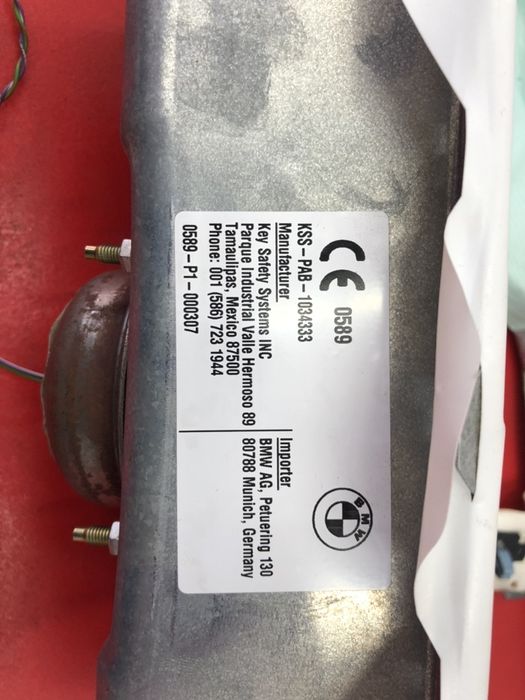 CE 0589
KSS-PAB-1034333
Manufacturer
Key Safety Systems INC
Parque Industrial Valle Hermoso 89
Tamaulipas, Mexico 87500
Phone: 001 (586) 723 1944
0589-P1-000307
BMW
Importer
BMW AG, Petuering 130
80788 Munich, Germany